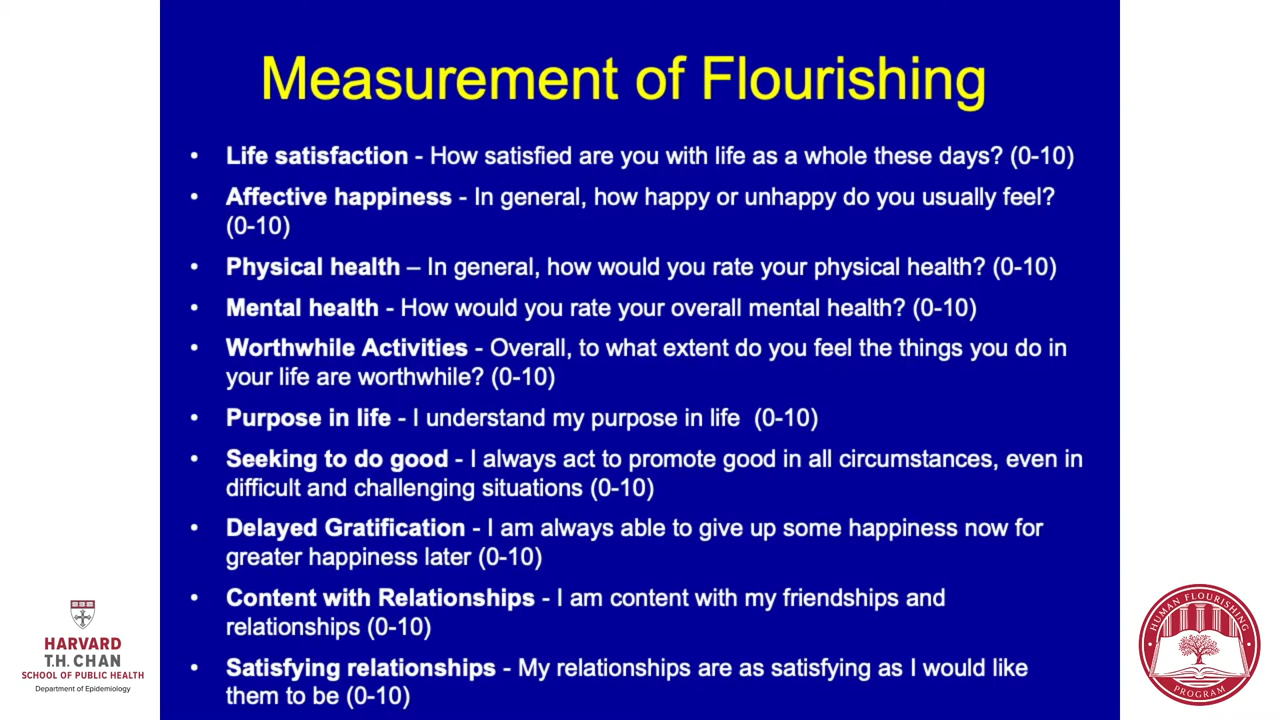 Measurement of Flourishing
• Life satisfaction - How satisfied are you with life as a whole these days? (0-10)
• Affective happiness - In general, how happy or unhappy do you usually feel?
(0-10)
• Physical health – In general, how would you rate your physical health? (0-10)
• Mental health - How would you rate your overall mental health? (0-10)
• Worthwhile Activities - Overall, to what extent do you feel the things you do in
your life are worthwhile? (0-10)
• Purpose in life - I understand my purpose in life (0-10)
• Seeking to do good - I always act to promote good in all circumstances, even in
difficult and challenging situations (0-10)
• Delayed Gratification - I am always able to give up some happiness now for
greater happiness later (0-10)
• Content with Relationships - I am content with my friendships and
relationships (0-10)
• Satisfying relationships - My relationships are as satisfying as I would like
them to be (0-10)
HARVARD
T.H. CHAN
SCHOOL OF PUBLIC HEALTH
Department of Epidemiology
HUMAN FLOURISHING
PROGRAM